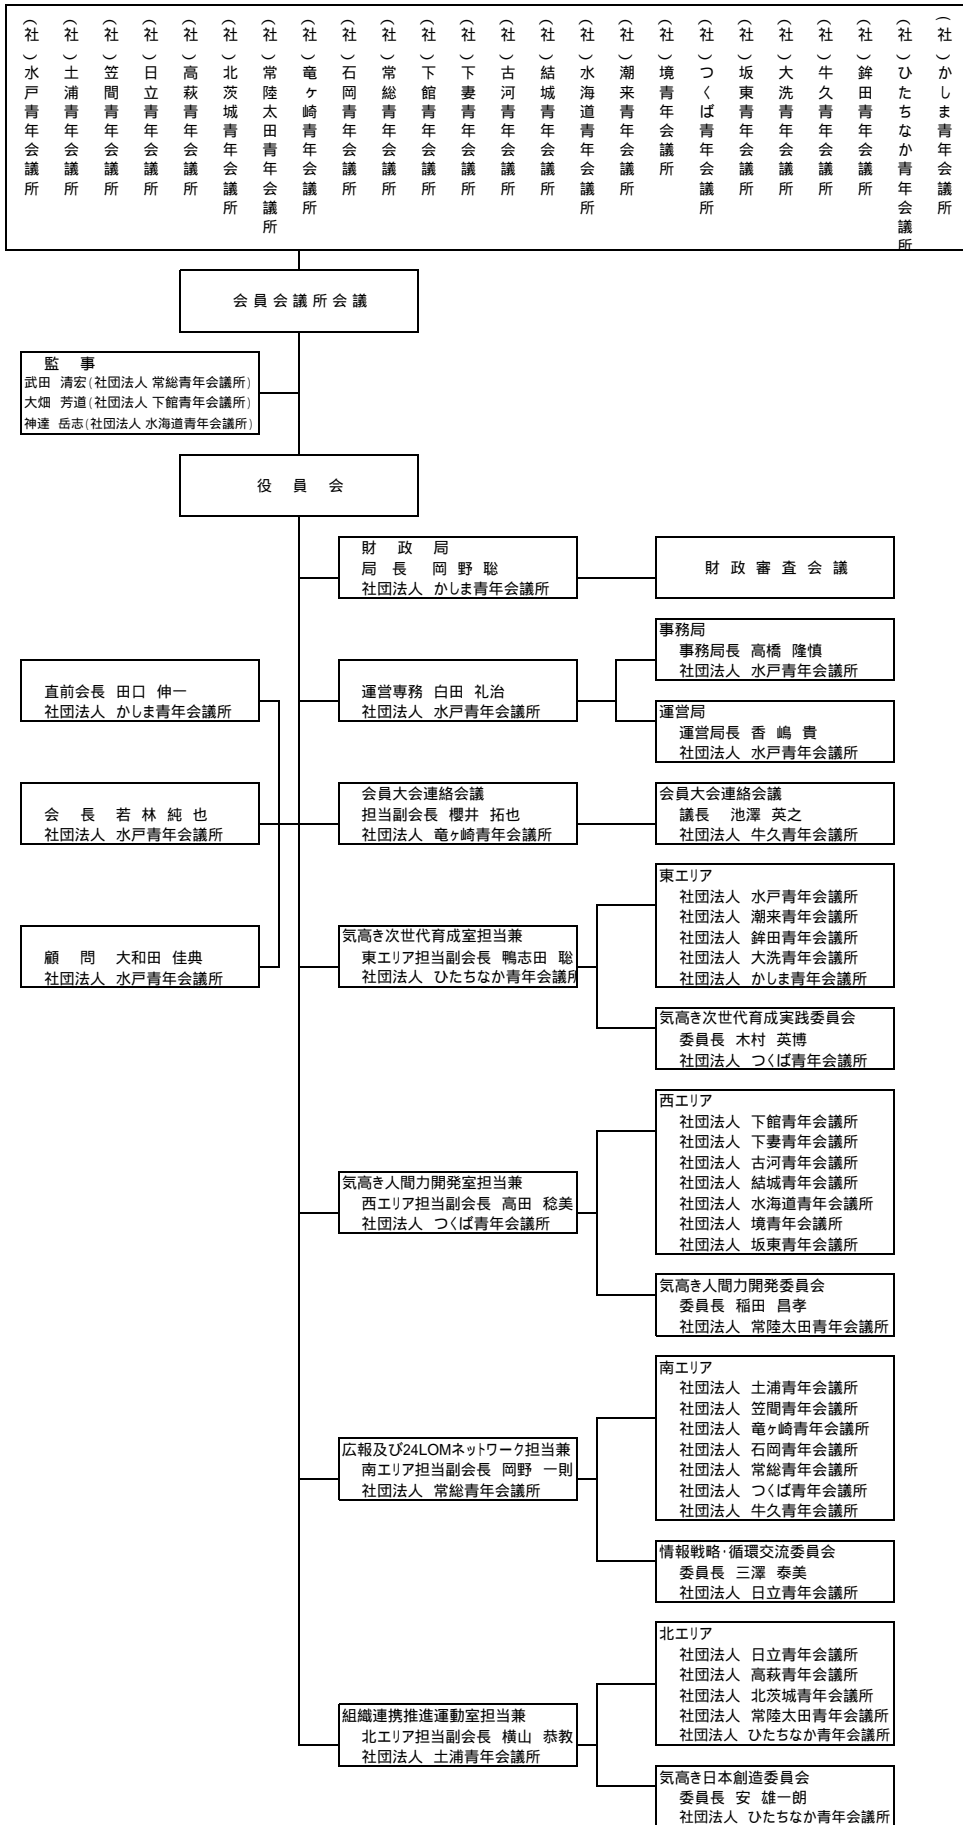 (社)水戸青年会議所
(社)土浦青年会議所
(社)笠間青年会議所
(社)日立青年会議所
(社)高萩青年会議所
(社)北茨城青年会議所
(社)常陸太田青年会議所
(社)竜ヶ崎青年会議所
(社)石岡青年会議所
(社)常総青年会議所
(社)下館青年会議所
(社)下妻青年会議所
(社)古河青年会議所
(社)結城青年会議所
(社)水海道青年会議所
(社)潮来青年会議所
(社)境青年会議所
(社)つくば青年会議所
(社)坂東青年会議所
(社)大洗青年会議所
(社)牛久青年会議所
(社)鉾田青年会議所
(社)ひたちなか青年会議所
(社)かしま青年会議所
会員会議所会議
監 事
武田 清宏(社団法人 常総青年会議所)
大畑 芳道(社団法人 下館青年会議所)
神達 岳志(社団法人 水海道青年会議所)
役 員 会
財 政 局
局 長 岡 野 聡
社団法人 かしま青年会議所
財 政 審 査 会 議
直前会長 田口 伸一
社団法人 かしま青年会議所
運営専務 白田 礼治
社団法人 水戸青年会議所
事務局
事務局長 高橋 隆慎
社団法人 水戸青年会議所
運営局
運営局長 香 嶋 貴
社団法人 水戸青年会議所
会 長 若 林 純 也
社団法人 水戸青年会議所
会員大会連絡会議
担当副会長 櫻井 拓也
社団法人 竜ヶ崎青年会議所
会員大会連絡会議
議長 池澤 英之
社団法人 牛久青年会議所
顧 問 大和田 佳典
社団法人 水戸青年会議所
気高き次世代育成室担当兼
東エリア担当副会長 鴨志田 聡
社団法人 ひたちなか青年会議所
東エリア
社団法人 水戸青年会議所
社団法人 潮来青年会議所
社団法人 鉾田青年会議所
社団法人 大洗青年会議所
社団法人 かしま青年会議所
気高き次世代育成実践委員会
委員長 木村 英博
社団法人 つくば青年会議所
気高き人間力開発室担当兼
西エリア担当副会長 高田 稔美
社団法人 つくば青年会議所
西エリア
社団法人 下館青年会議所
社団法人 下妻青年会議所
社団法人 古河青年会議所
社団法人 結城青年会議所
社団法人 水海道青年会議所
社団法人 境青年会議所
社団法人 坂東青年会議所
気高き人間力開発委員会
委員長 稲田 昌孝
社団法人 常陸太田青年会議所
広報及び24LOMネットワーク担当兼
南エリア担当副会長 岡野 一則
社団法人 常総青年会議所
南エリア
社団法人 土浦青年会議所
社団法人 笠間青年会議所
社団法人 竜ヶ崎青年会議所
社団法人 石岡青年会議所
社団法人 常総青年会議所
社団法人 つくば青年会議所
社団法人 牛久青年会議所
情報戦略・循環交流委員会
委員長 三澤 泰美
社団法人 日立青年会議所
組織連携推進運動室担当兼
北エリア担当副会長 横山 恭教
社団法人 土浦青年会議所
北エリア
社団法人 日立青年会議所
社団法人 高萩青年会議所
社団法人 北茨城青年会議所
社団法人 常陸太田青年会議所
社団法人 ひたちなか青年会議所
気高き日本創造委員会
委員長 安 雄一朗
社団法人 ひたちなか青年会議所